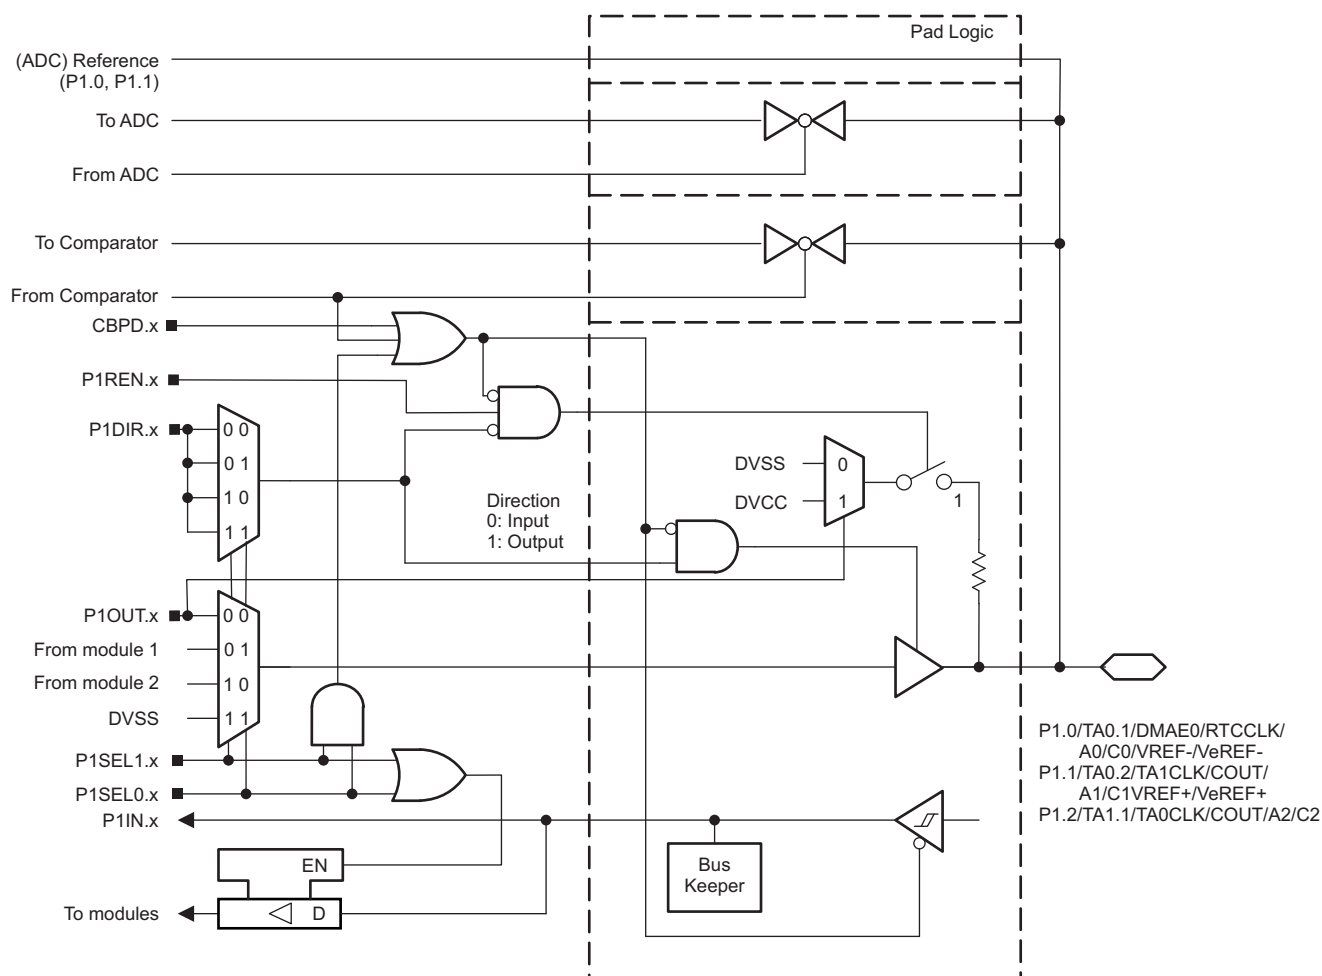 Pad Logic
(ADC) Reference
(P1.0, P1.1)
To ADC
From ADC
To Comparator
From Comparator
CBPD.x
P1REN.x
P1DIR.x
0 0
0 1
1 0
1 1
Direction
0: Input
1: Output
DVSS
0
DVCC
1
1
P1OUT.x
0 0
From module 1
0 1
From module 2
1 0
DVSS
1 1
P1SEL1.x
P1SEL0.x
P1IN.x
EN
Bus
Keeper
To modules
D
P1.0/TA0.1/DMAE0/RTCCLK/
A0/C0/VREF-/VeREF-
P1.1/TA0.2/TA1CLK/COUT/
A1/C1VREF+/VeREF+
P1.2/TA1.1/TA0CLK/COUT/A2/C2